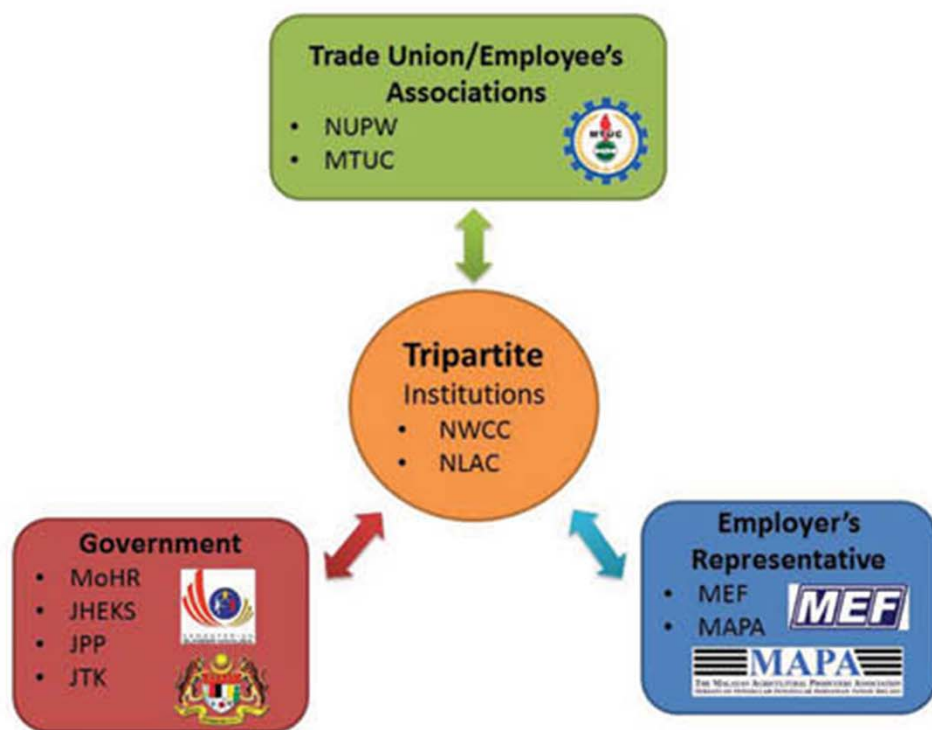 Trade Union/Employee's
Associations
• NUPW
• MTUC
MTUC
Tripartite
Institutions
• NWCC
• NLAC
Government
• MoHR
• JHEKS
• JPP
• JTK
Employer's
Representative
• MEF
• MAPA
MEF
MAPA
THE MALAYAN AGRICULTURAL PRODUCERS ASSOCIATION